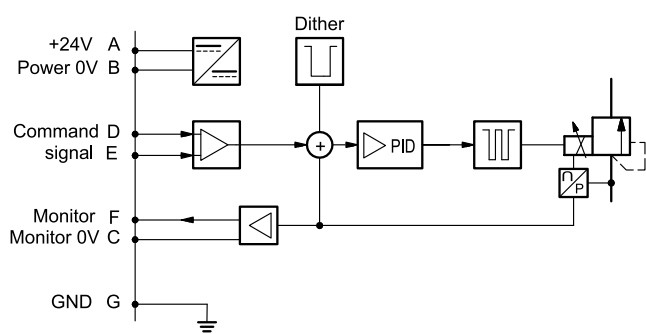 Dither
+24V A
Power 0V B
Command D
signal E
+
PID
Monitor F
Monitor 0V C
P
GND G